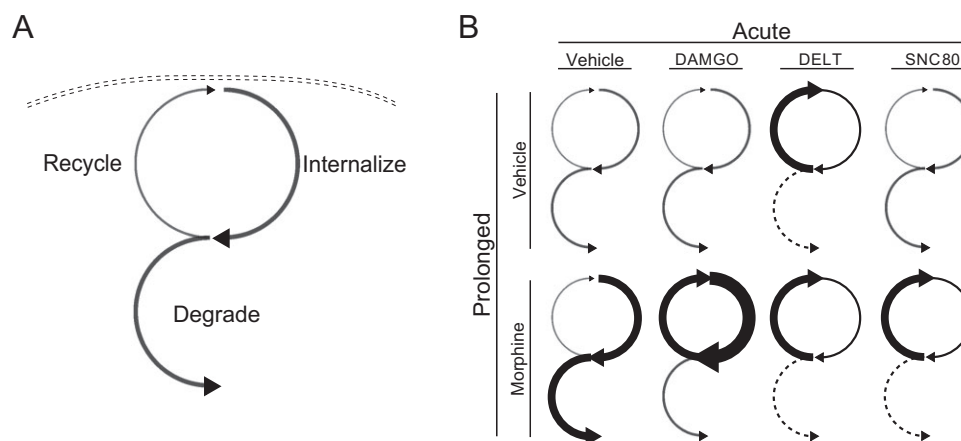 A
Recycle
Internalize
Degrade
B
Acute
Vehicle DAMGO DELT SNC80
Prolonged
Vehicle
Morphine